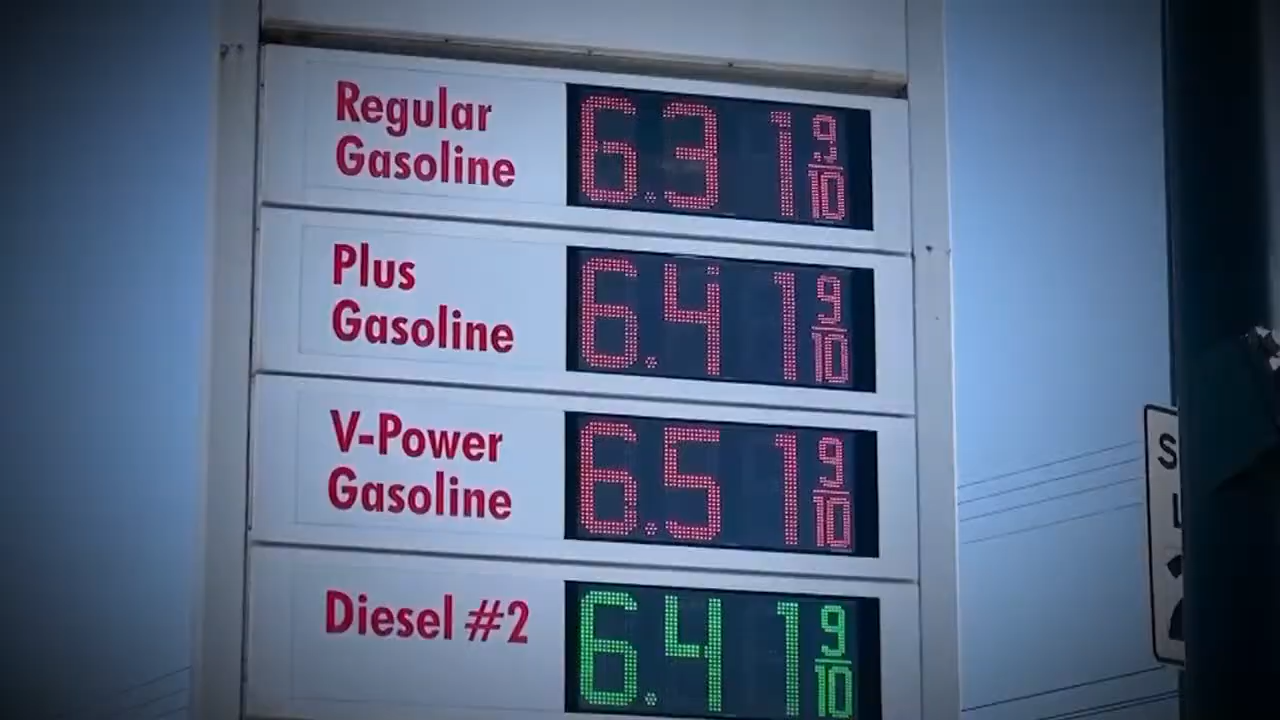 Regular
Gasoline
6.31 9/10
Plus
Gasoline
6.41 9/10
V-Power
Gasoline
6.51 9/10
Diesel #2
6.41 9/10
S
L